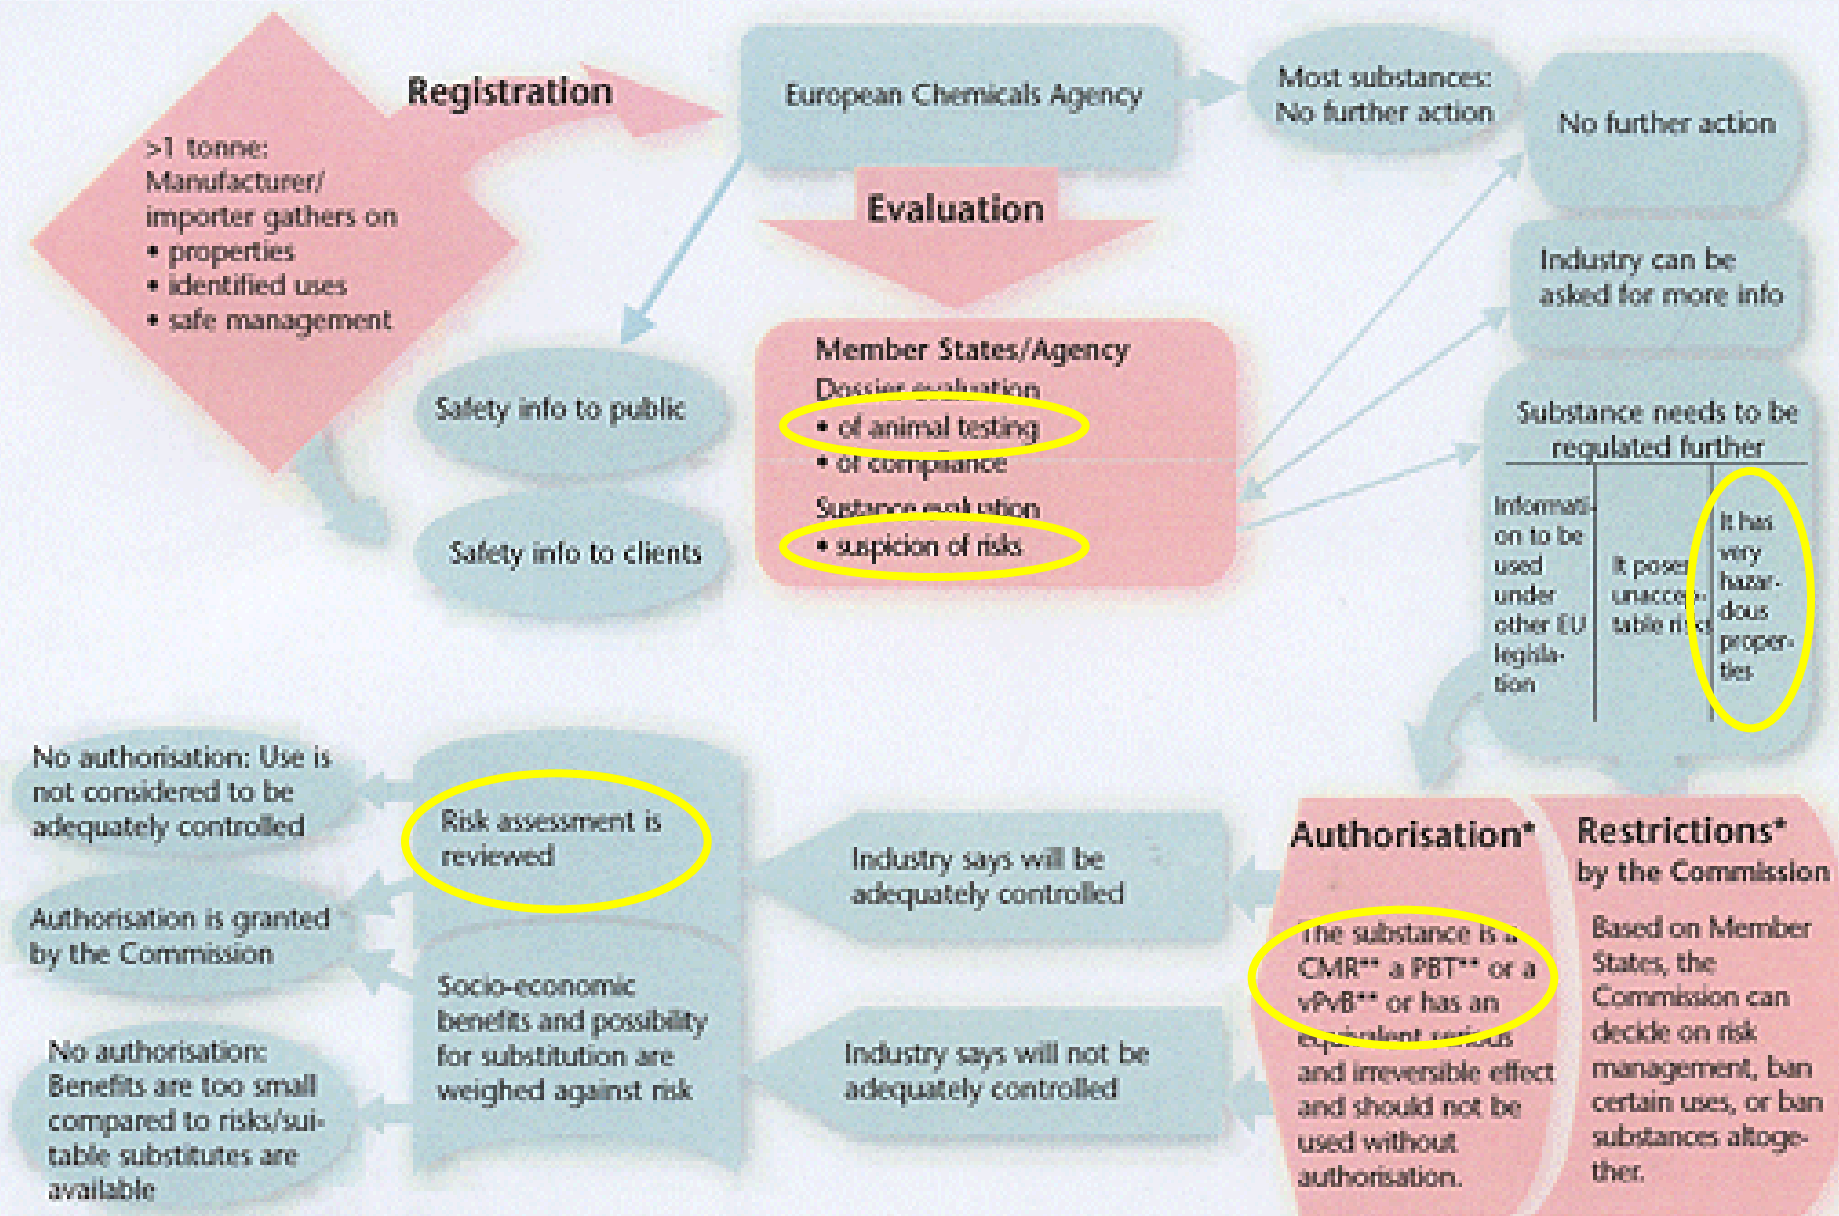 Registration
>1 tonne:
Manufacturer/
importer gathers on
• properties
• identified uses
• safe management
European Chemicals Agency
Most substances:
No further action
No further action
Evaluation
Industry can be
asked for more info
Member States/Agency
Dossier evaluation
• of animal testing
• of compliance
Sustance evaluation
• suspicion of risks
Safety info to public
Safety info to clients
Substance needs to be
regulated further
Informati-
on to be
used
under
other EU
legisla-
tion
It poses
unaccep-
table risks
It has
very
hazar-
dous
proper-
ties
Authorisation*
The substance is a
CMR** a PBT** or a
vPvB** or has an
equivalent serious
and irreversible effect
and should not be
used without
authorisation.
Restrictions*
by the Commission
Based on Member
States, the
Commission can
decide on risk
management, ban
certain uses, or ban
substances altoge-
ther.
Industry says will be
adequately controlled
Industry says will not be
adequately controlled
Risk assessment is
reviewed
Socio-economic
benefits and possibility
for substitution are
weighed against risk
No authorisation: Use is
not considered to be
adequately controlled
Authorisation is granted
by the Commission
No authorisation:
Benefits are too small
compared to risks/sui-
table substitutes are
available